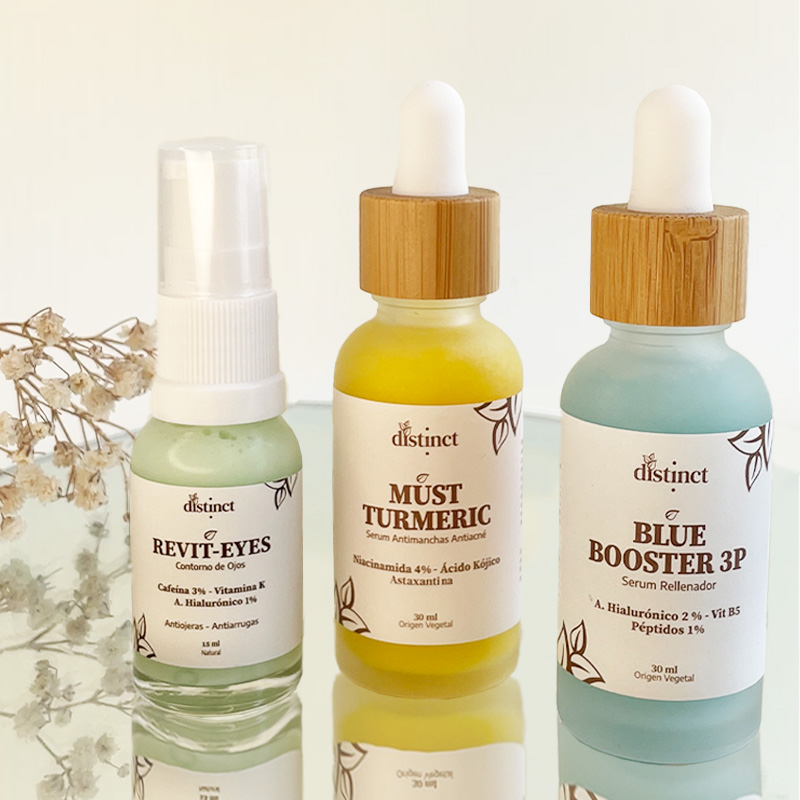 distinct
REVIT-EYES
Contorno de Ojos
Cafeína 3% - Vitamina K
A. Hialurónico 1%
Antiojeras - Antiarrugas
15 ml
Natural
distinct
MUST
TURMERIC
Serum Antimanchas Antiacné
Niacinamida 4% - Ácido Kójico
Astaxantina
30 ml
Origen Vegetal
distinct
BLUE
BOOSTER 3P
Serum Rellenador
A. Hialurónico 2 % - Vit B5
Péptidos 1%
30 ml
Origen Vegetal